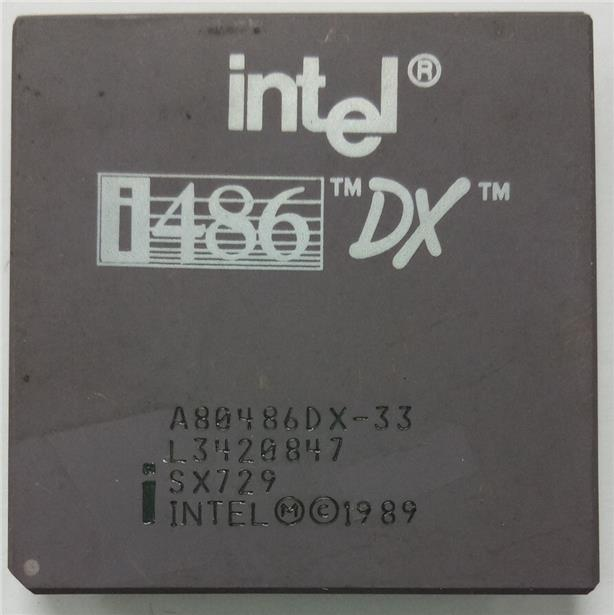 intel®
i486™ DX™
A80486DX-33
L3420847
i SX729
INTEL Ⓜ©1989